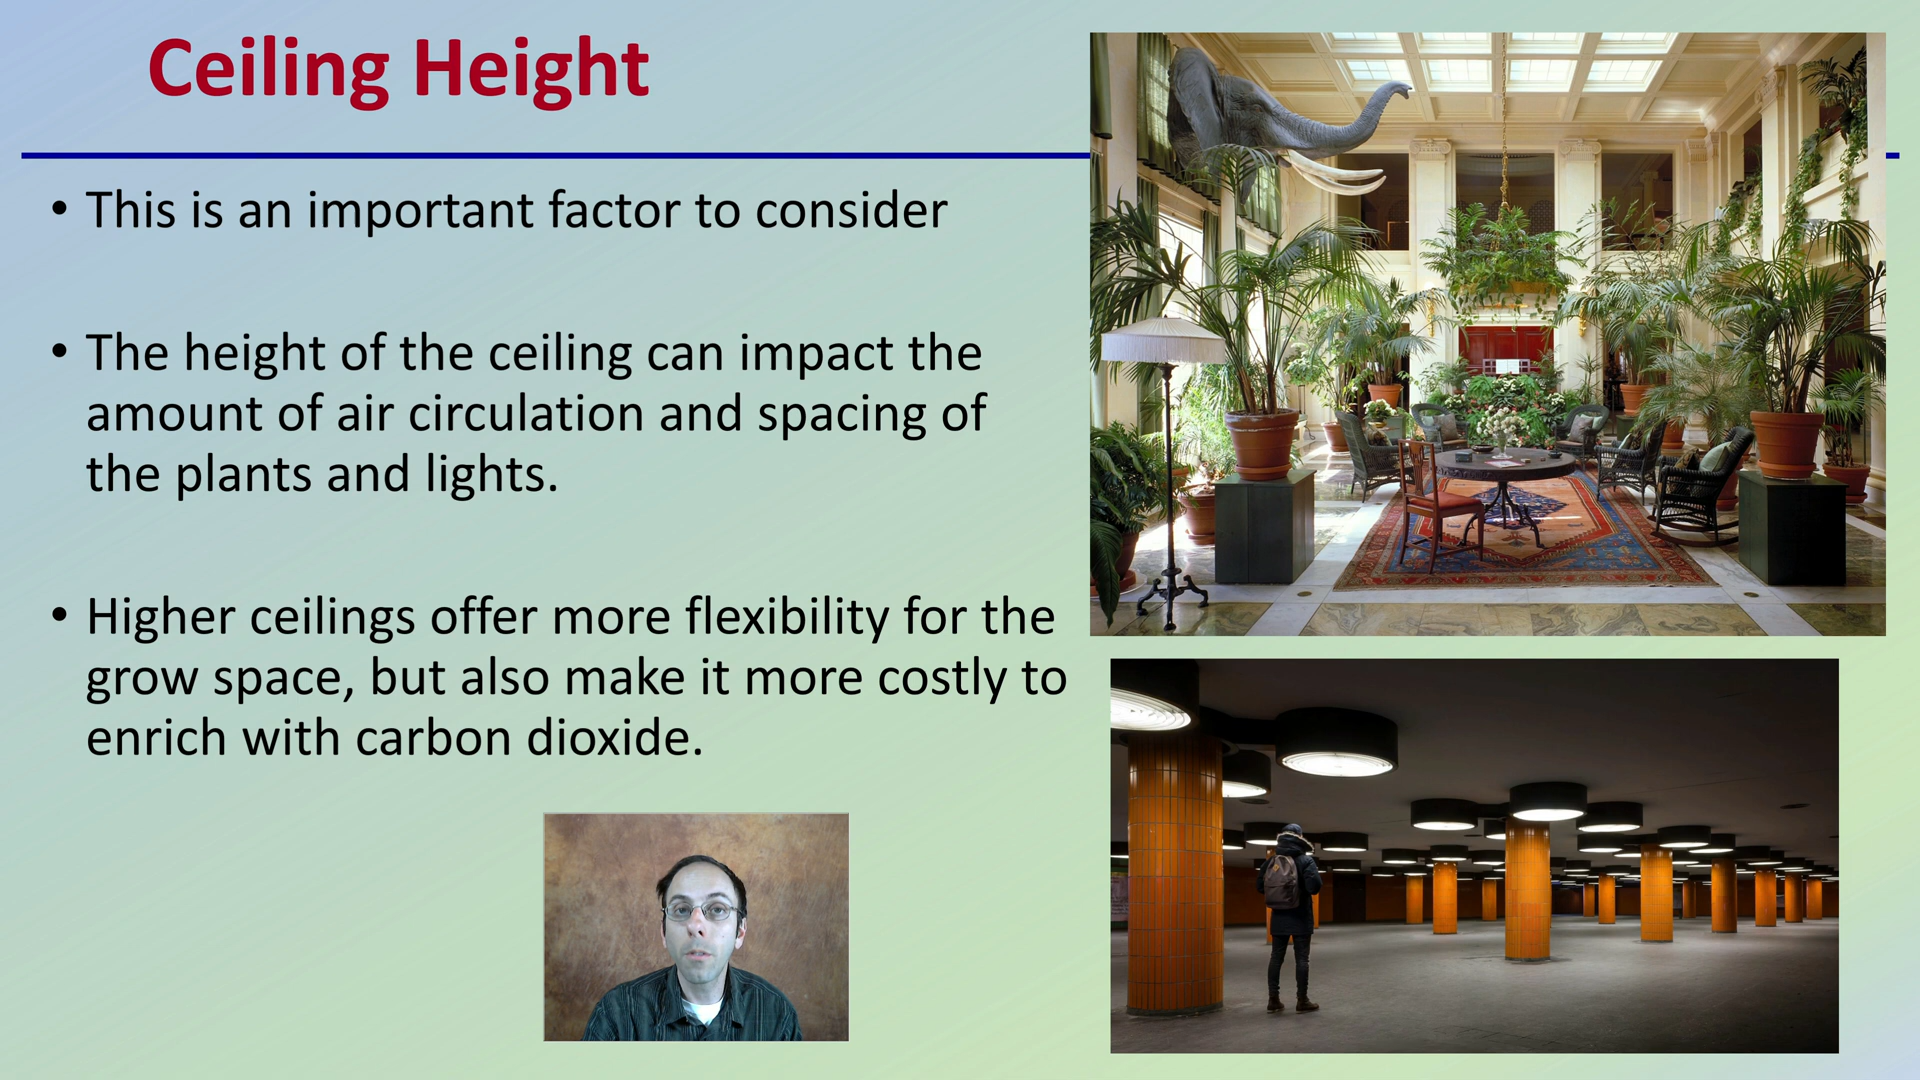 Ceiling Height
• This is an important factor to consider
• The height of the ceiling can impact the
amount of air circulation and spacing of
the plants and lights.
• Higher ceilings offer more flexibility for the
grow space, but also make it more costly to
enrich with carbon dioxide.